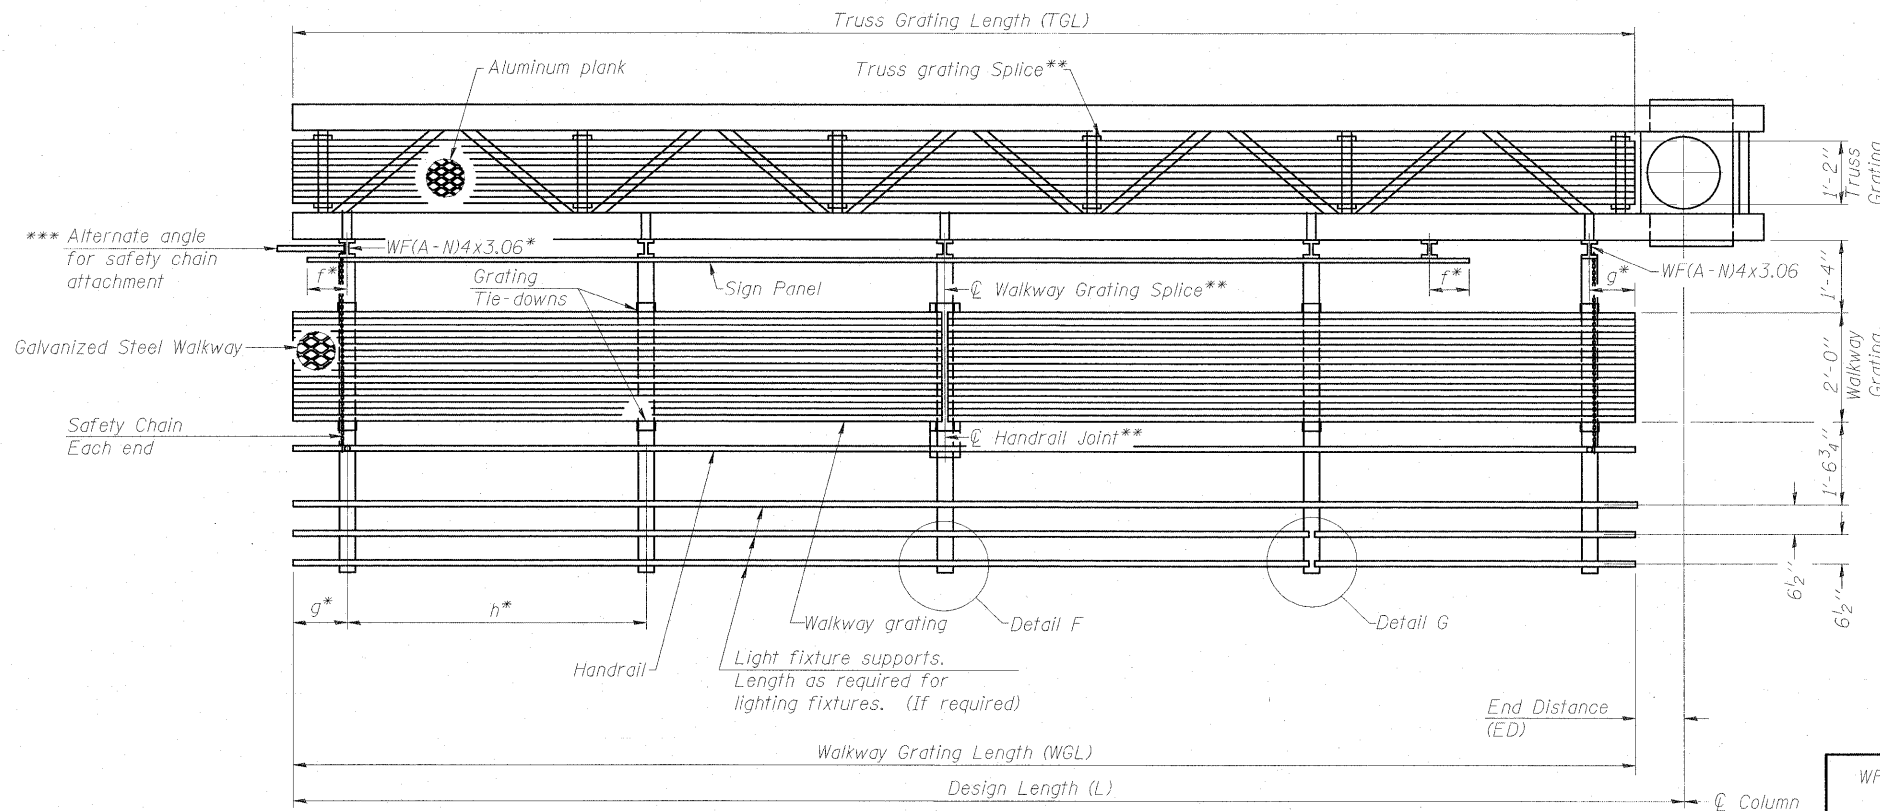 Truss Grating Length (TGL)
Aluminum plank
Truss grating Splice**
1'-2"
Truss
Grating
*** Alternate angle
for safety chain
attachment
WF(A-N)4x3.06*
WF(A-N)4x3.06
f*
Grating
Tie-downs
Sign Panel
℄ Walkway Grating Splice**
f*
g*
1'-4"
Galvanized Steel Walkway
2'-0"
Walkway
Grating
Safety Chain
Each end
℄ Handrail Joint**
1'-6¾"
6½"
6½"
g*
h*
Walkway grating
Detail F
Detail G
Handrail
Light fixture supports.
Length as required for
lighting fixtures. (If required)
End Distance
(ED)
Walkway Grating Length (WGL)
Design Length (L)
℄ Column